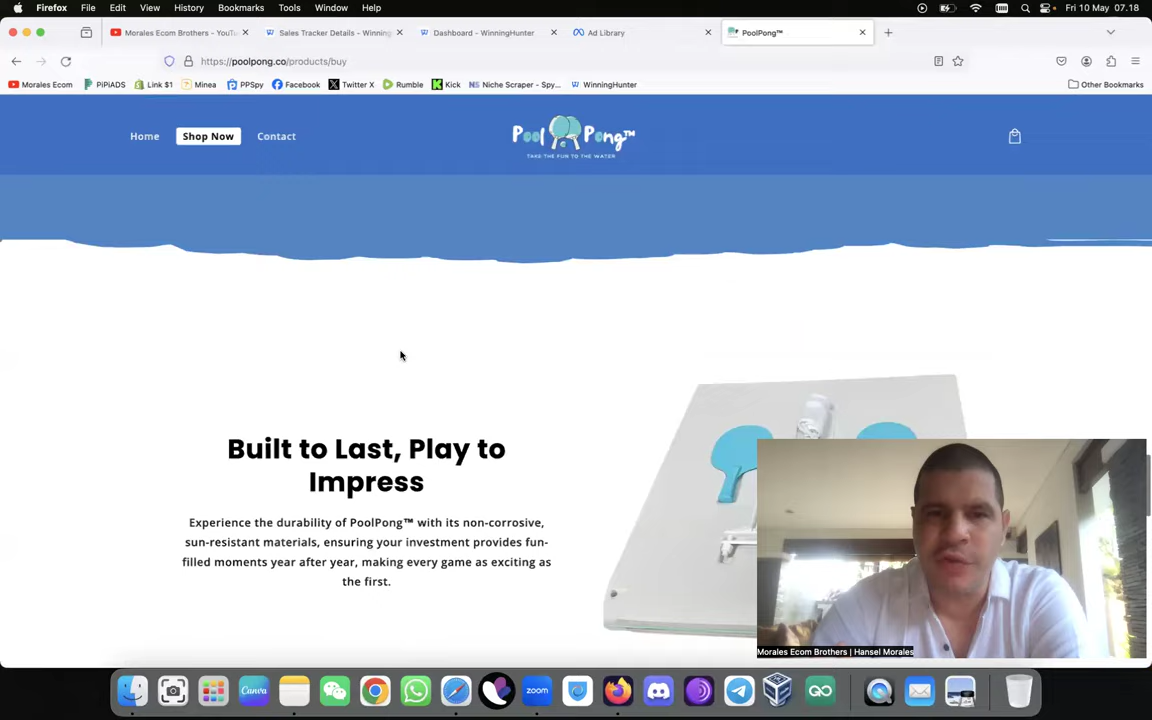 Firefox File Edit View History Bookmarks Tools Window Help Fri 10 May 07.18
Morales Ecom Brothers - YouTu Sales Tracker Details - Winning Dashboard - WinningHunter Ad Library PoolPong™
https://poolpong.co/products/buy
Morales Ecom PiPiADS Link $1 Minea PPSpy Facebook Twitter X Rumble Kick Niche Scraper - Spy... WinningHunter Other Bookmarks
Home Shop Now Contact Pool Pong™
TAKE THE FUN TO THE WATER
Built to Last, Play to
Impress
Experience the durability of PoolPong™ with its non-corrosive,
sun-resistant materials, ensuring your investment provides fun-
filled moments year after year, making every game as exciting as
the first.
Morales Ecom Brothers | Hansel Morales
Canva zoom